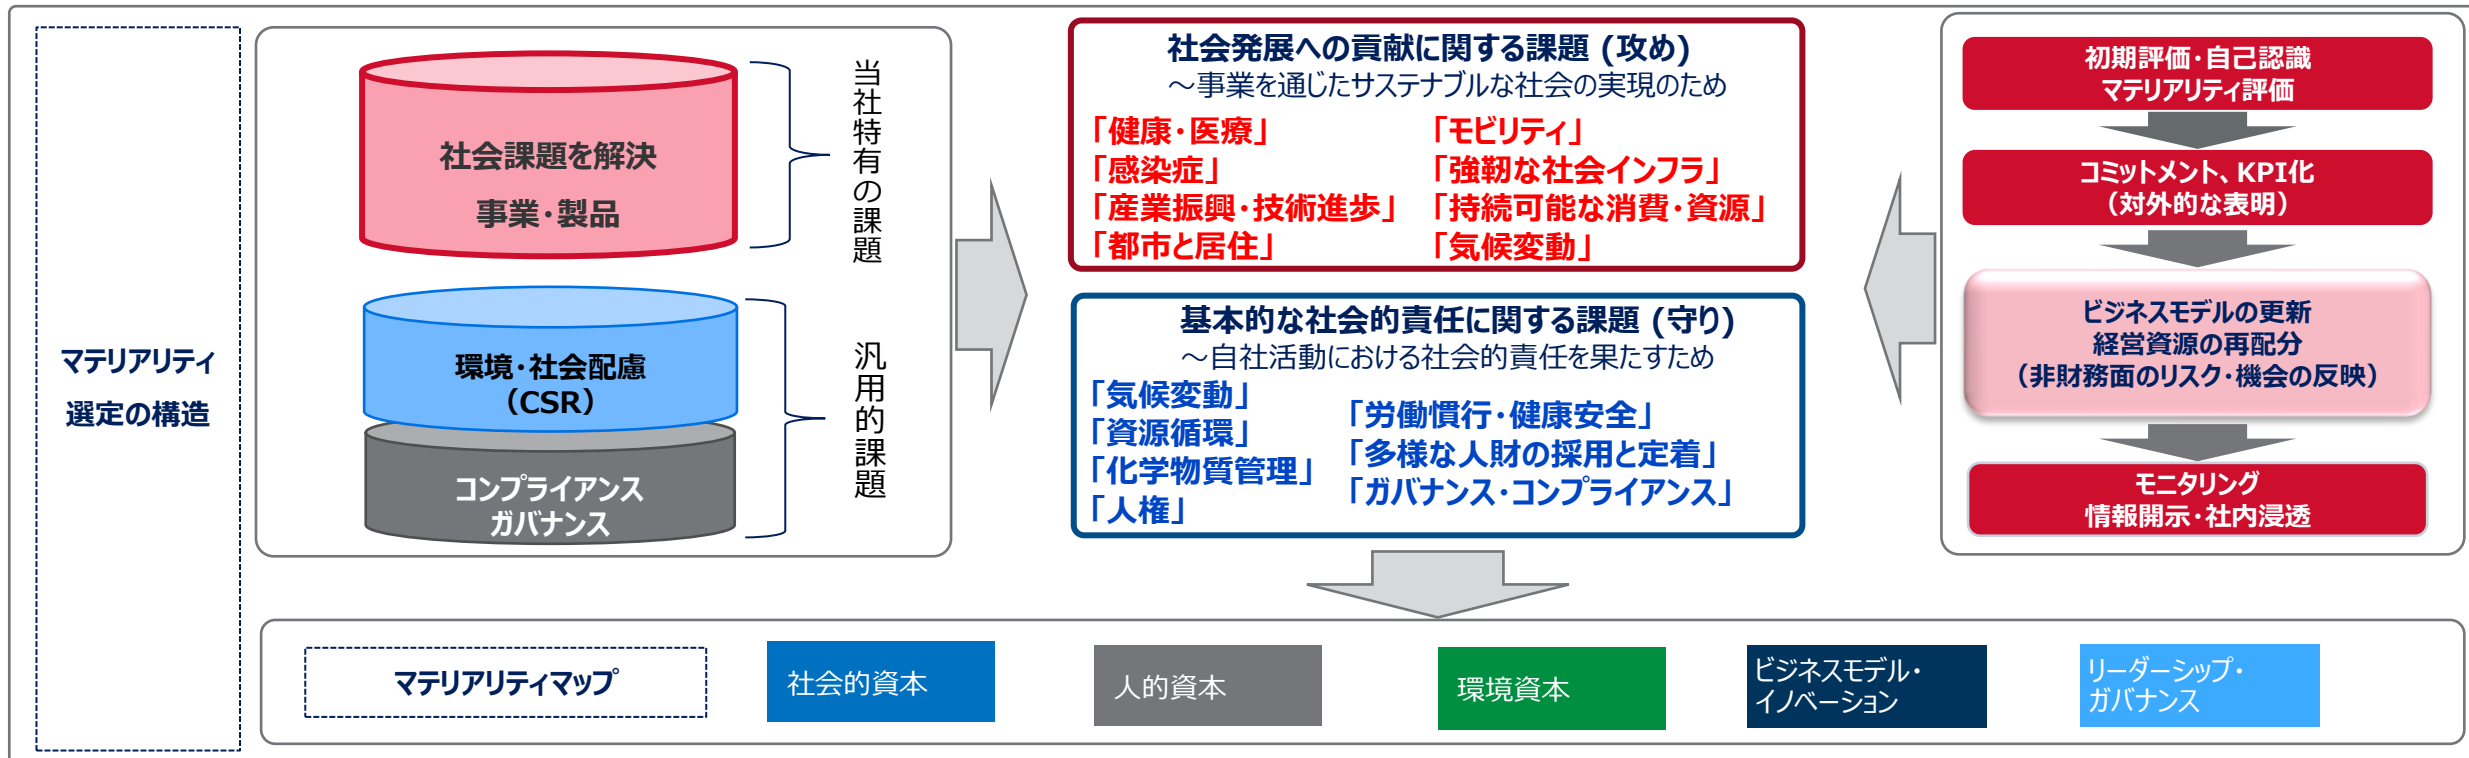 マテリアリティ
選定の構造
社会課題を解決
事業・製品
当社特有の課題
環境・社会配慮
（CSR）
コンプライアンス
ガバナンス
汎用的課題
社会発展への貢献に関する課題 (攻め)
～事業を通じたサステナブルな社会の実現のため
「健康・医療」
「感染症」
「産業振興・技術進歩」
「都市と居住」
「モビリティ」
「強靭な社会インフラ」
「持続可能な消費・資源」
「気候変動」
基本的な社会的責任に関する課題 (守り)
～自社活動における社会的責任を果たすため
「気候変動」
「資源循環」
「化学物質管理」
「人権」
「労働慣行・健康安全」
「多様な人財の採用と定着」
「ガバナンス・コンプライアンス」
初期評価・自己認識
マテリアリティ評価
コミットメント、KPI化
（対外的な表明）
ビジネスモデルの更新
経営資源の再配分
（非財務面のリスク・機会の反映）
モニタリング
情報開示・社内浸透
マテリアリティマップ
社会的資本
人的資本
環境資本
ビジネスモデル・
イノベーション
リーダーシップ・
ガバナンス